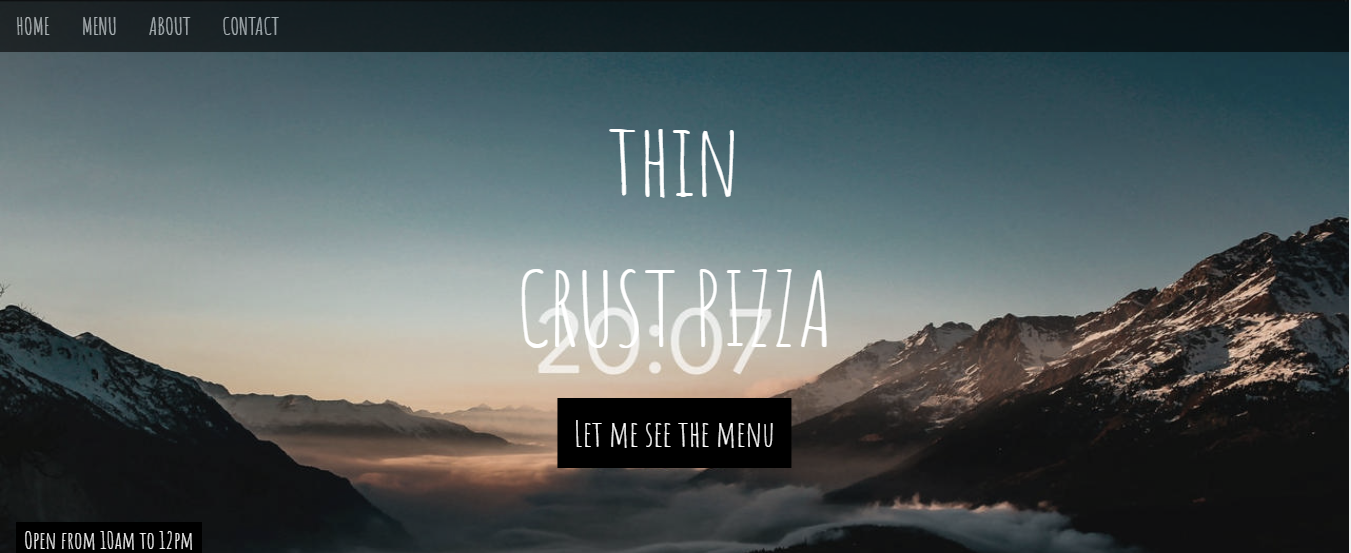 HOME MENU ABOUT CONTACT
THIN
CRUST PIZZA
20:07
LET ME SEE THE MENU
OPEN FROM 10AM TO 12PM